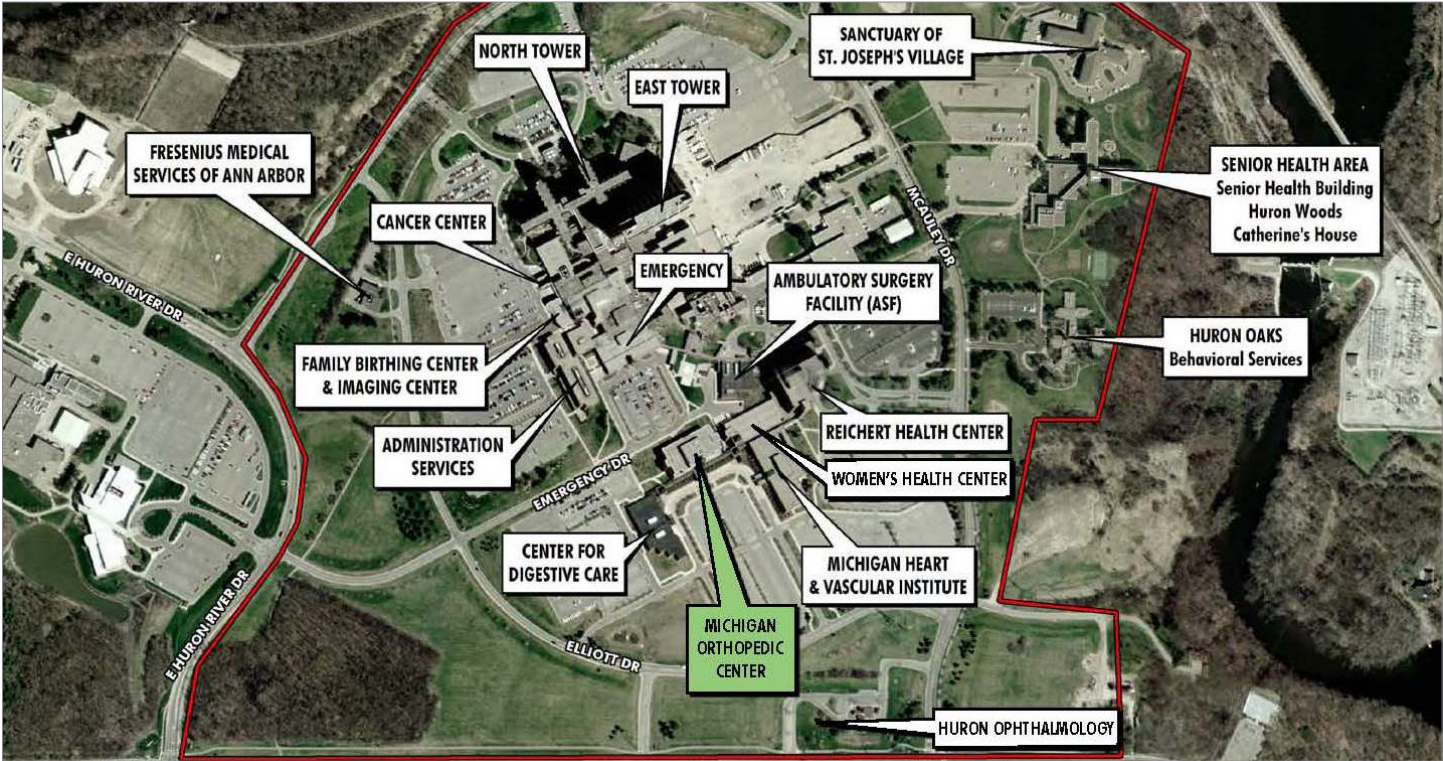 NORTH TOWER
SANCTUARY OF
ST. JOSEPH'S VILLAGE
EAST TOWER
FRESENIUS MEDICAL
SERVICES OF ANN ARBOR
SENIOR HEALTH AREA
Senior Health Building
Huron Woods
Catherine's House
CANCER CENTER
MCAULEY DR
E HURON RIVER DR
EMERGENCY
AMBULATORY SURGERY
FACILITY (ASF)
HURON OAKS
Behavioral Services
FAMILY BIRTHING CENTER
& IMAGING CENTER
REICHERT HEALTH CENTER
ADMINISTRATION
SERVICES
WOMEN'S HEALTH CENTER
EMERGENCY DR
CENTER FOR
DIGESTIVE CARE
MICHIGAN HEART
& VASCULAR INSTITUTE
E HURON RIVER DR
MICHIGAN
ORTHOPEDIC
CENTER
ELLIOTT DR
HURON OPHTHALMOLOGY